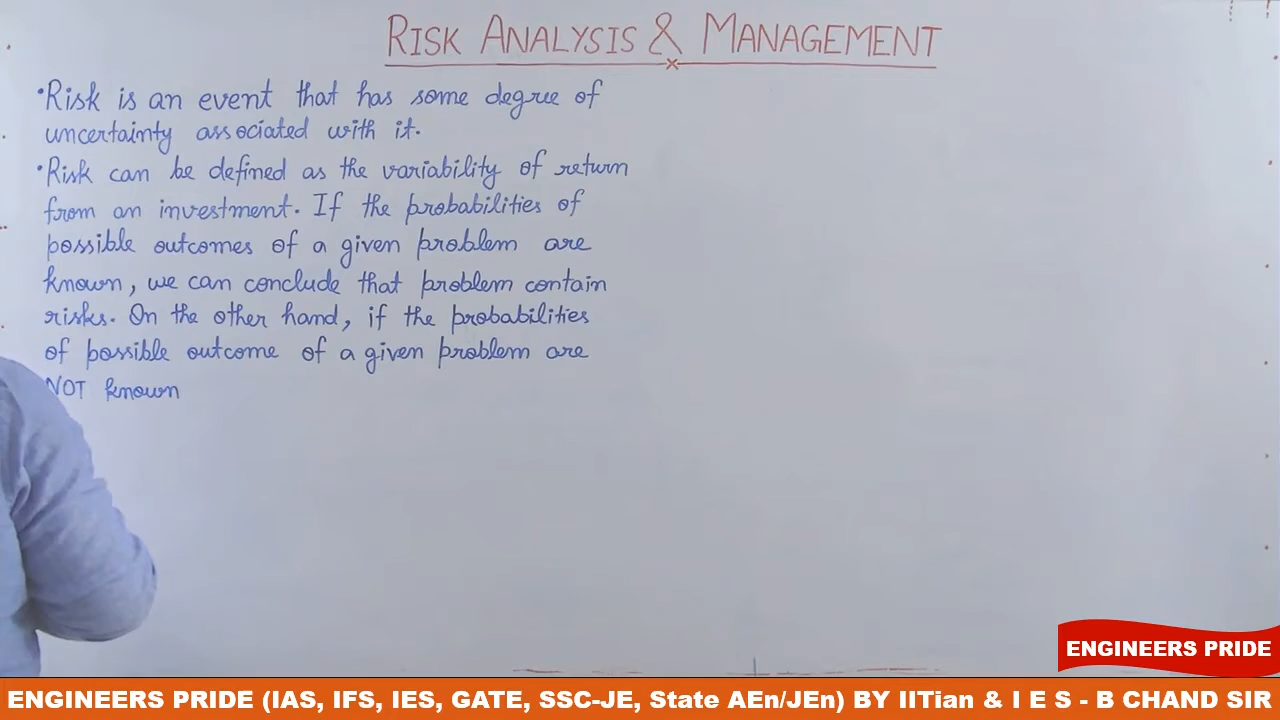 RISK ANALYSIS & MANAGEMENT
• Risk is an event that has some degree of
uncertainty associated with it.
• Risk can be defined as the variability of return
from an investment. If the probabilities of
possible outcomes of a given problem are
known, we can conclude that problem contain
risks. On the other hand, if the probabilities
of possible outcome of a given problem are
NOT known
ENGINEERS PRIDE
ENGINEERS PRIDE (IAS, IFS, IES, GATE, SSC-JE, State AEn/JEn) BY IITian & I E S - B CHAND SIR